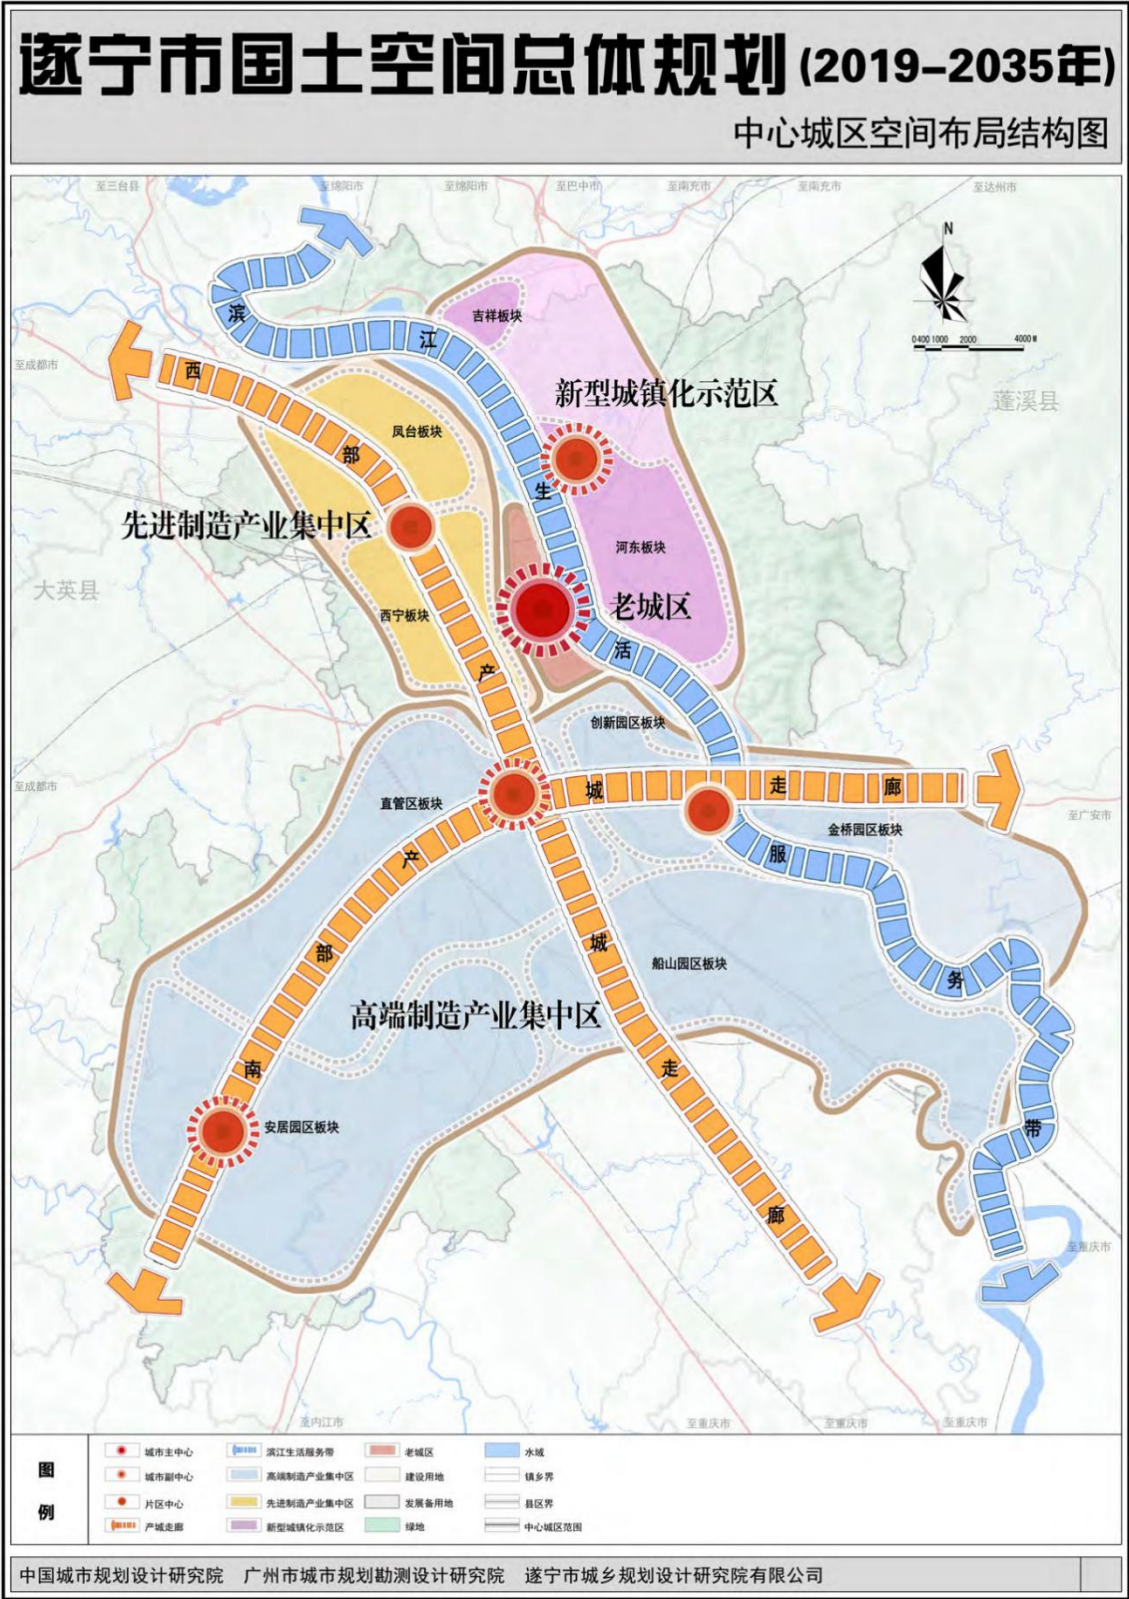 遂宁市国土空间总体规划(2019-2035年)
中心城区空间布局结构图
至三台县
至绵阳市
至绵阳市
至巴中市
至南充市
至南充市
至达州市
N
0 400 1000 2000 4000 M
滨
江
吉祥板块
至成都市
西
新型城镇化示范区
蓬溪县
凤台板块
部
生
先进制造产业集中区
河东板块
大英县
西宁板块
老城区
活
产
创新园区板块
至成都市
城
走
廊
直管区板块
至广安市
金桥园区板块
产
服
部
城
船山园区板块
务
高端制造产业集中区
南
走
安居园区板块
带
廊
至重庆市
至内江市
至重庆市
至重庆市
至重庆市
图
例
城市主中心
滨江生活服务带
老城区
水域
城市副中心
高端制造产业集中区
建设用地
镇乡界
片区中心
先进制造产业集中区
发展备用地
县区界
产城走廊
新型城镇化示范区
绿地
中心城区范围
中国城市规划设计研究院 广州市城市规划勘测设计研究院 遂宁市城乡规划设计研究院有限公司